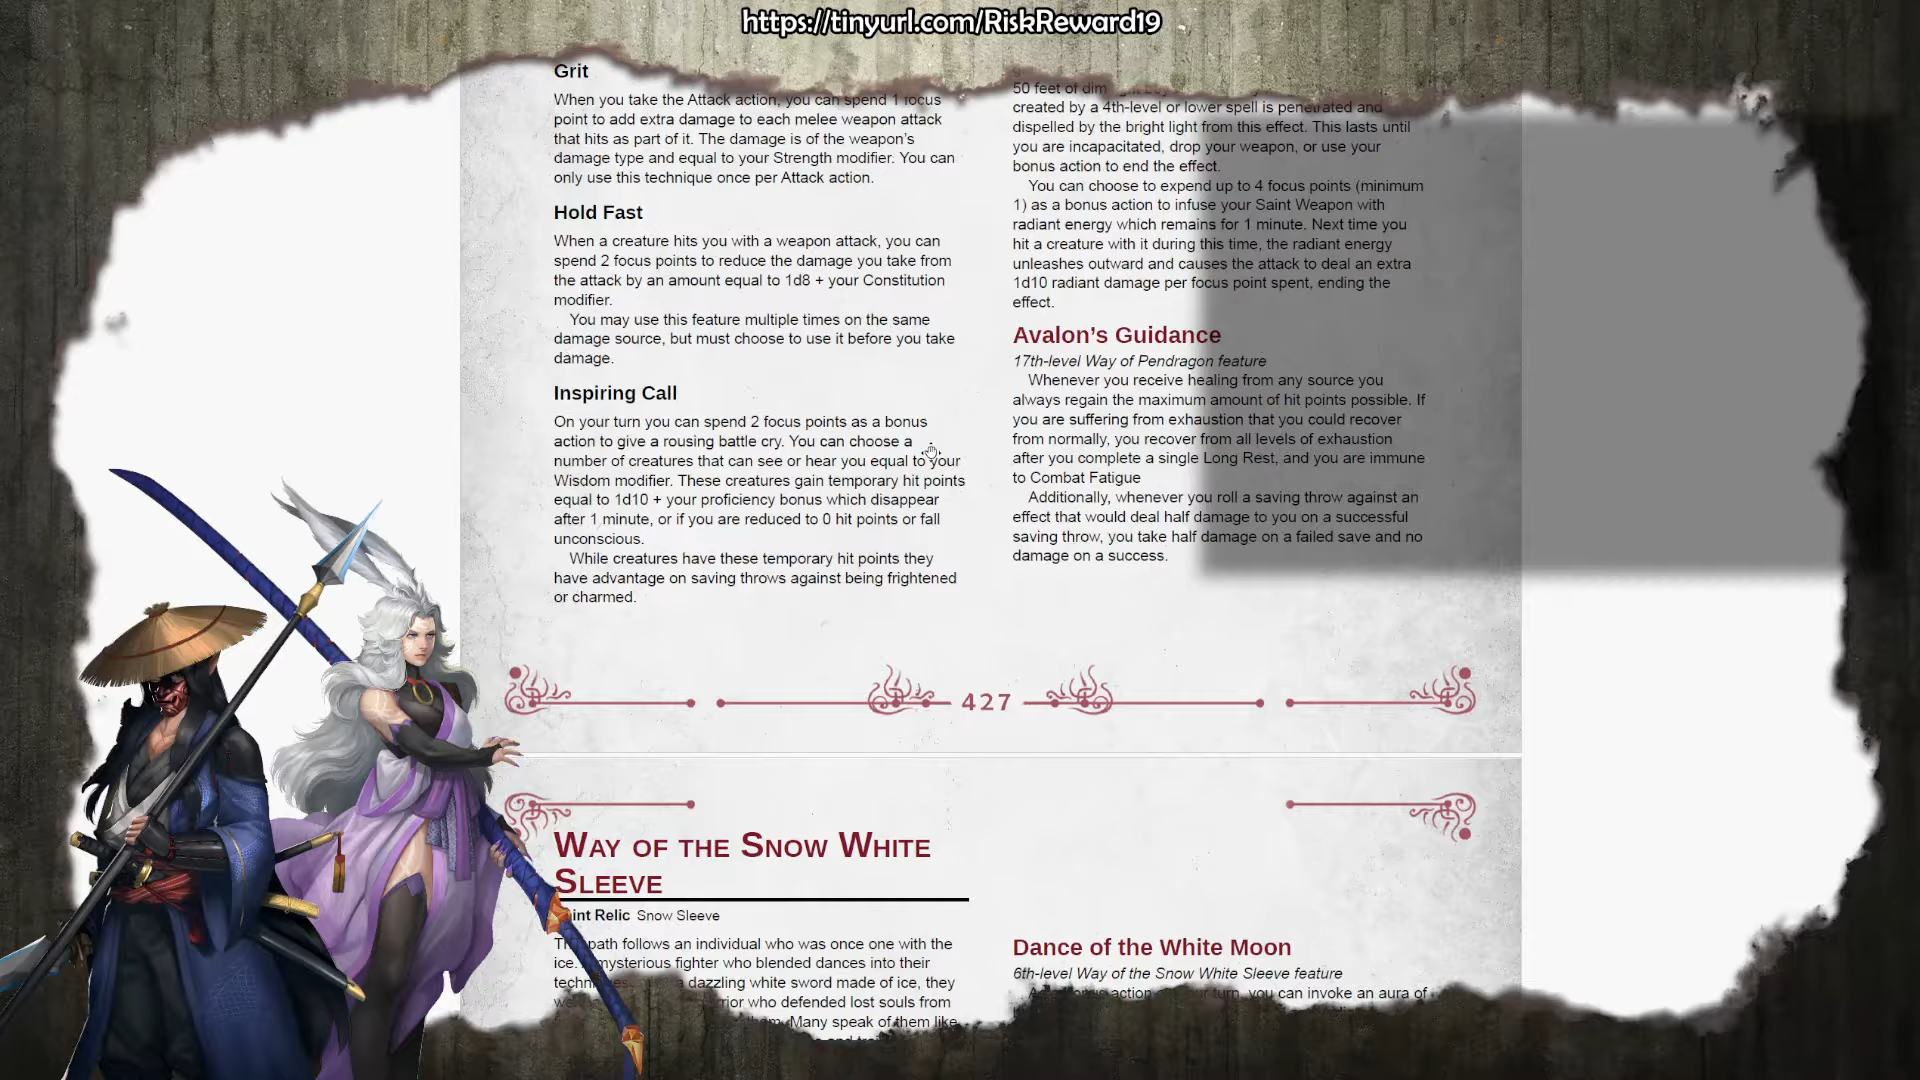 https://tinyurl.com/RiskReward19
Grit
When you take the Attack action, you can spend 1 focus
point to add extra damage to each melee weapon attack
that hits as part of it. The damage is of the weapon's
damage type and equal to your Strength modifier. You can
only use this technique once per Attack action.
Hold Fast
When a creature hits you with a weapon attack, you can
spend 2 focus points to reduce the damage you take from
the attack by an amount equal to 1d8 + your Constitution
modifier.
You may use this feature multiple times on the same
damage source, but must choose to use it before you take
damage.
Inspiring Call
On your turn you can spend 2 focus points as a bonus
action to give a rousing battle cry. You can choose a
number of creatures that can see or hear you equal to your
Wisdom modifier. These creatures gain temporary hit points
equal to 1d10 + your proficiency bonus which disappear
after 1 minute, or if you are reduced to 0 hit points or fall
unconscious.
While creatures have these temporary hit points they
have advantage on saving throws against being frightened
or charmed.
50 feet of dim
created by a 4th-level or lower spell is penetrated and
dispelled by the bright light from this effect. This lasts until
you are incapacitated, drop your weapon, or use your
bonus action to end the effect.
You can choose to expend up to 4 focus points (minimum
1) as a bonus action to infuse your Saint Weapon with
radiant energy which remains for 1 minute. Next time you
hit a creature with it during this time, the radiant energy
unleashes outward and causes the attack to deal an extra
1d10 radiant damage per focus point spent, ending the
effect.
Avalon's Guidance
17th-level Way of Pendragon feature
Whenever you receive healing from any source you
always regain the maximum amount of hit points possible. If
you are suffering from exhaustion that you could recover
from normally, you recover from all levels of exhaustion
after you complete a single Long Rest, and you are immune
to Combat Fatigue
Additionally, whenever you roll a saving throw against an
effect that would deal half damage to you on a successful
saving throw, you take half damage on a failed save and no
damage on a success.
427
Way of the Snow White
Sleeve
Relic Snow Sleeve
path follows an individual who was once one with the
ice. mysterious fighter who blended dances into their
dazzling white sword made of ice, they
who defended lost souls from
Many speak of them like
Dance of the White Moon
6th-level Way of the Snow White Sleeve feature
action turn, you can invoke an aura of